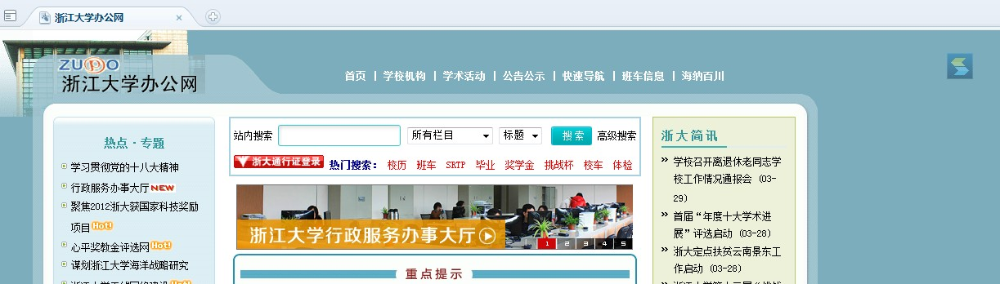 浙江大学办公网
ZUPO
浙江大学办公网
首页 | 学校机构 | 学术活动 | 公告公示 | 快速导航 | 班车信息 | 海纳百川
热点·专题
学习贯彻党的十八大精神
行政服务办事大厅 NEW
聚焦2012浙大获国家科技奖励
项目 Hot!
心平奖教金评选网 Hot!
谋划浙江大学海洋战略研究
站内搜索 所有栏目 标题 搜索 高级搜索
浙大通行证登录 热门搜索: 校历 班车 SRTP 毕业 奖学金 挑战杯 校车 体检
浙江大学行政服务办事大厅
1 2 3 4 5
重点提示
浙大简讯
学校召开离退休老同志学
校工作情况通报会 (03-
29)
首届“年度十大学术进
展”评选启动 (03-28)
浙大定点扶贫云南景东工
作启动 (03-28)